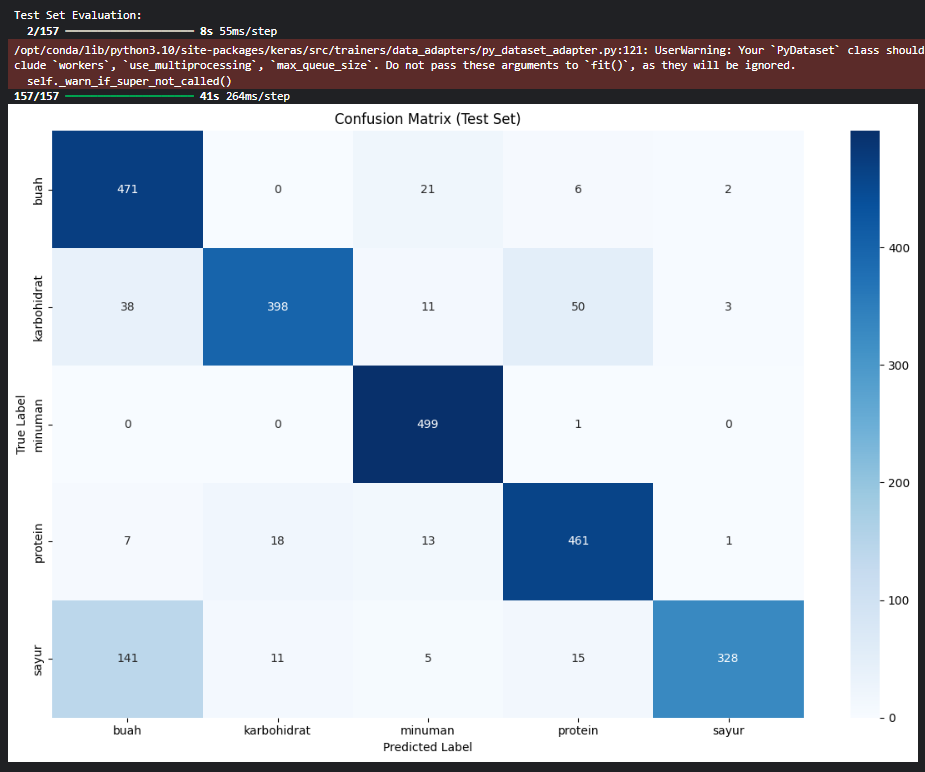 Test Set Evaluation:
2/157 8s 55ms/step
/opt/conda/lib/python3.10/site-packages/keras/src/trainers/data_adapters/py_dataset_adapter.py:121: UserWarning: Your `PyDataset` class should
clude `workers`, `use_multiprocessing`, `max_queue_size`. Do not pass these arguments to `fit()`, as they will be ignored.
self._warn_if_super_not_called()
157/157 41s 264ms/step
Confusion Matrix (Test Set)
buah 471 0 21 6 2
karbohidrat 38 398 11 50 3
minuman 0 0 499 1 0
protein 7 18 13 461 1
sayur 141 11 5 15 328
True Label
buah karbohidrat minuman protein sayur
Predicted Label
400
300
200
100
0